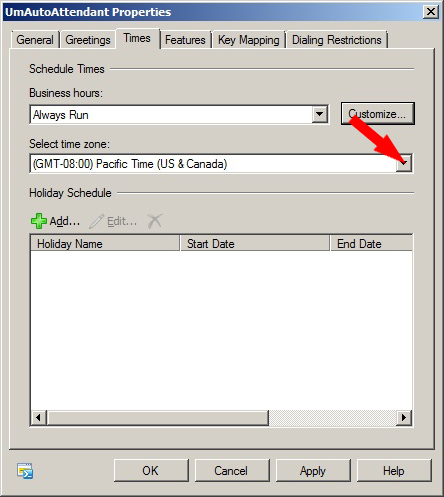 UmAutoAttendant Properties
General Greetings Times Features Key Mapping Dialing Restrictions
Schedule Times
Business hours:
Always Run Customize...
Select time zone:
(GMT-08:00) Pacific Time (US & Canada)
Holiday Schedule
Add... Edit...
Holiday Name Start Date End Date
OK Cancel Apply Help